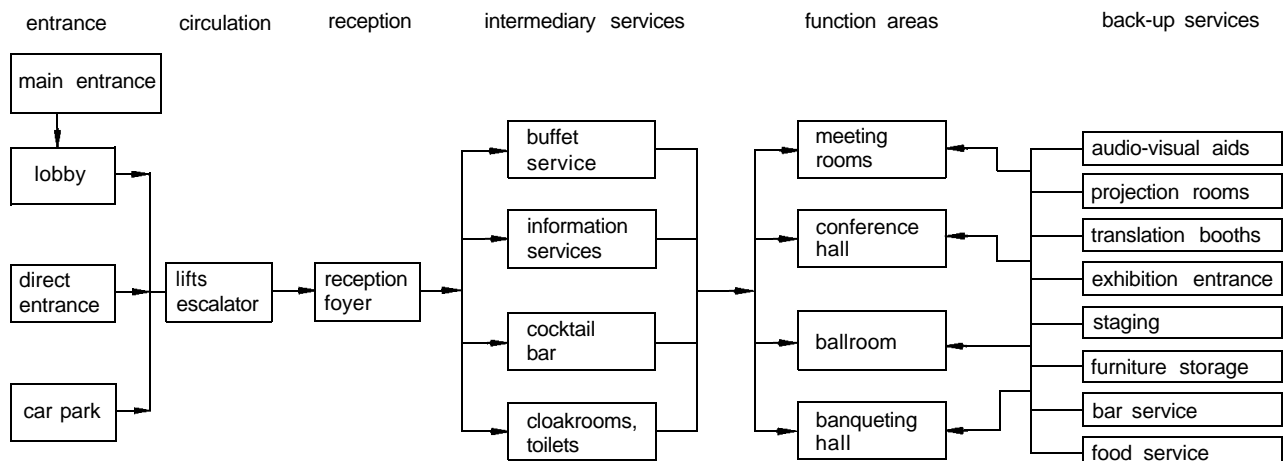 entrance
circulation
reception
intermediary services
function areas
back-up services
main entrance
lobby
direct
entrance
car park
lifts
escalator
reception
foyer
buffet
service
information
services
cocktail
bar
cloakrooms,
toilets
meeting
rooms
conference
hall
ballroom
banqueting
hall
audio-visual aids
projection rooms
translation booths
exhibition entrance
staging
furniture storage
bar service
food service